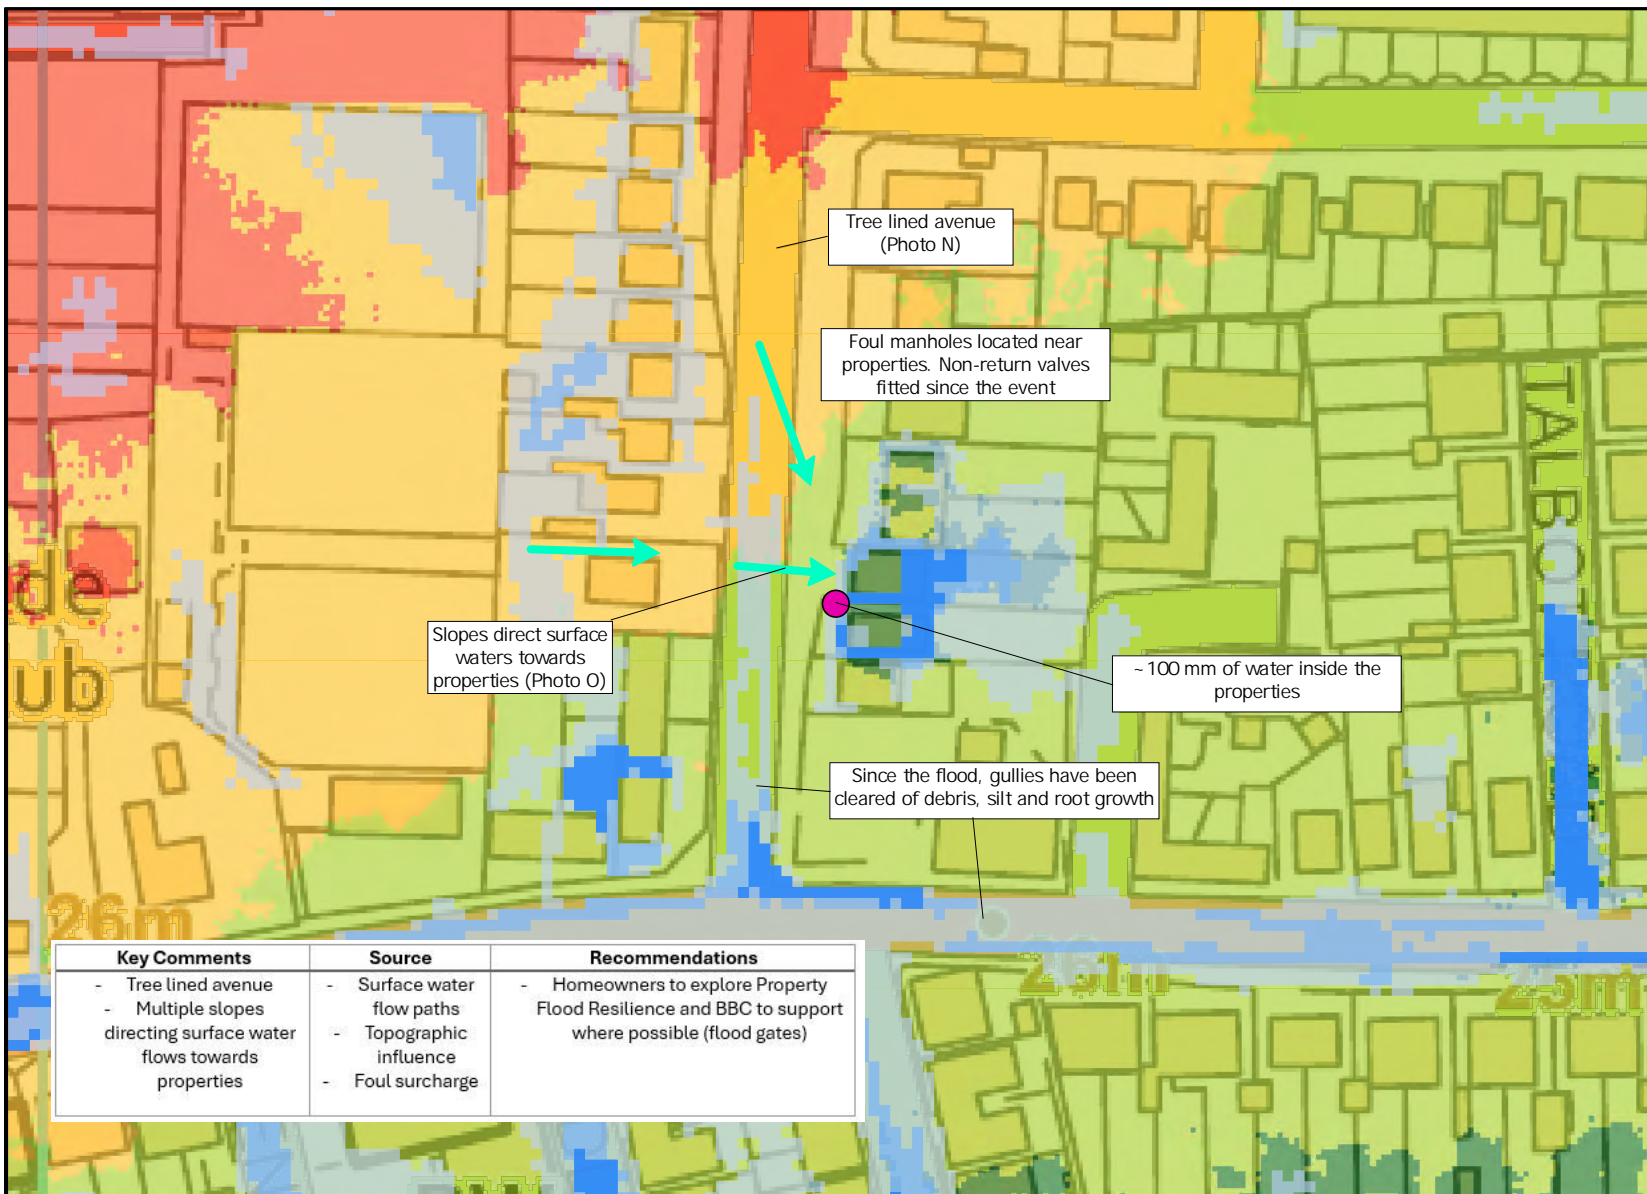 Tree lined avenue
(Photo N)
Foul manholes located near
properties. Non-return valves
fitted since the event
TALBO
de
ub
Slopes direct surface
waters towards
properties (Photo O)
~100 mm of water inside the
properties
Since the flood, gullies have been
cleared of debris, silt and root growth
26m
26m
25m
Key Comments
- Tree lined avenue
- Multiple slopes
directing surface water
flows towards
properties
Source
- Surface water
flow paths
- Topographic
influence
- Foul surcharge
Recommendations
- Homeowners to explore Property
Flood Resilience and BBC to support
where possible (flood gates)